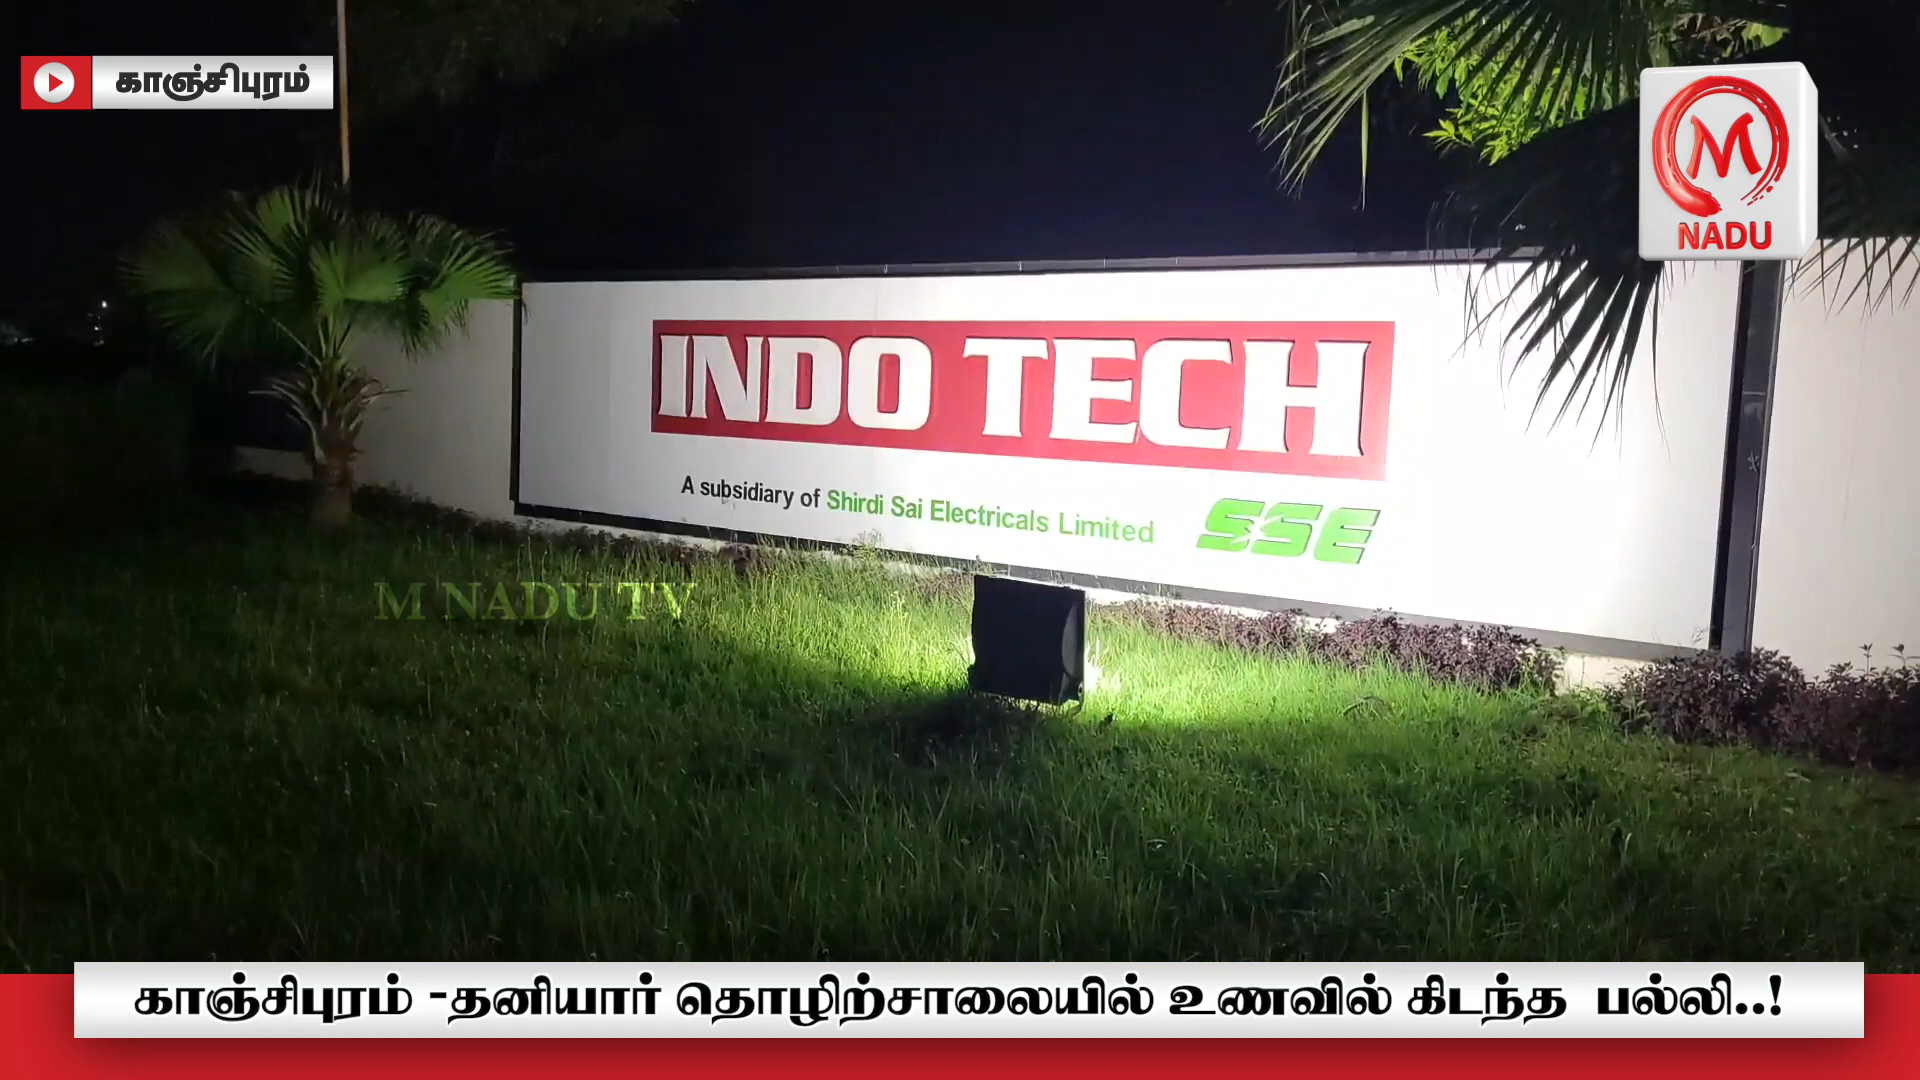 காஞ்சிபுரம்
M
NADU
INDO TECH
A subsidiary of Shirdi Sai Electricals Limited SSE
M NADU TV
காஞ்சிபுரம் -தனியார் தொழிற்சாலையில் உணவில் கிடந்த பல்லி..!